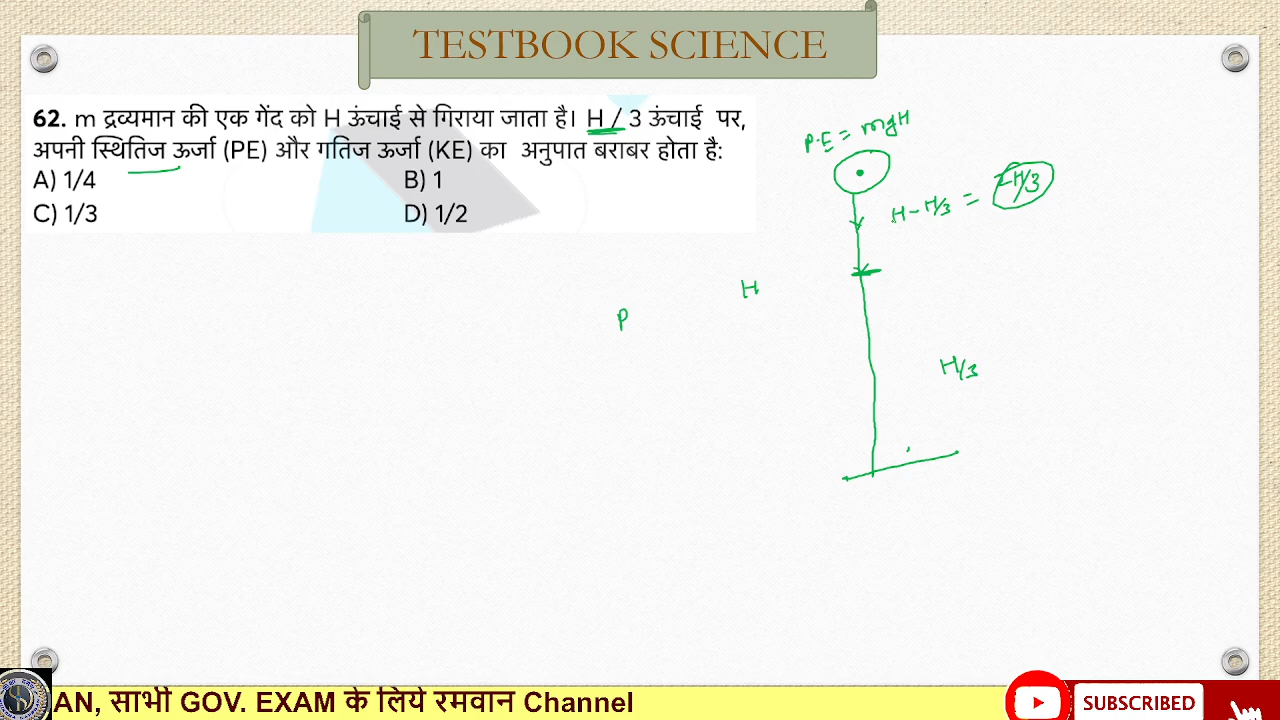 TESTBOOK SCIENCE
62. m द्रव्यमान की एक गेंद को H ऊंचाई से गिराया जाता है। H / 3 ऊंचाई पर,
अपनी स्थितिज ऊर्जा (PE) और गतिज ऊर्जा (KE) का अनुपात बराबर होता है:
A) 1/4 B) 1
C) 1/3 D) 1/2
P.E = mgH
H - H/3 = 2H/3
H
P
H/3
AN, साभी GOV. EXAM के लिये रमवान Channel
SUBSCRIBED